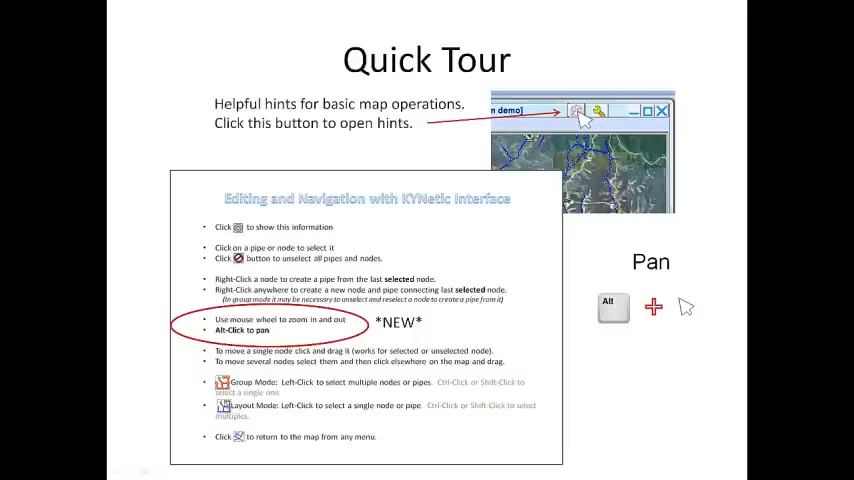 Quick Tour
Helpful hints for basic map operations.
Click this button to open hints.
m demo]
Editing and Navigation with KYNetic Interface
• Click to show this information
• Click on a pipe or node to select it
• Click button to unselect all pipes and nodes.
• Right-Click a node to create a pipe from the last selected node.
• Right-Click anywhere to create a new node and pipe connecting last selected node.
(In group mode it may be necessary to unselect and reselect a node to create a pipe from it)
• Use mouse wheel to zoom in and out
• Alt-Click to pan
*NEW*
• To move a single node click and drag it (works for selected or unselected node).
• To move several nodes select them and then click elsewhere on the map and drag.
• Group Mode: Left-Click to select multiple nodes or pipes. Ctrl-Click or Shift-Click to
select a single one.
• Layout Mode: Left-Click to select a single node or pipe. Ctrl-Click or Shift-Click to select
multiples.
• Click to return to the map from any menu.
Pan
Alt